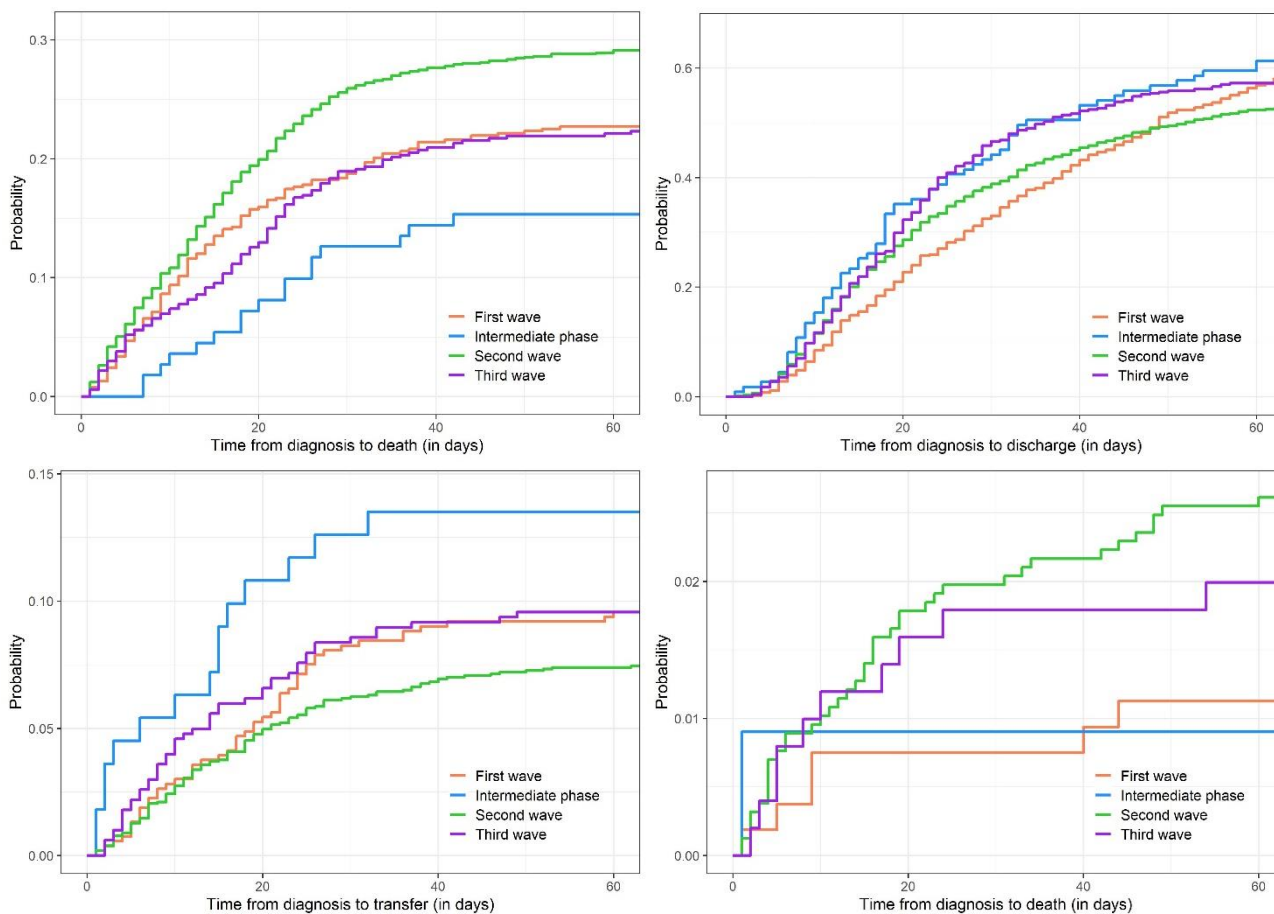 Probability
0.3
0.2
0.1
0.0
First wave
Intermediate phase
Second wave
Third wave
0 20 40 60
Time from diagnosis to death (in days)
Probability
0.6
0.4
0.2
0.0
First wave
Intermediate phase
Second wave
Third wave
0 20 40 60
Time from diagnosis to discharge (in days)
Probability
0.15
0.10
0.05
0.00
First wave
Intermediate phase
Second wave
Third wave
0 20 40 60
Time from diagnosis to transfer (in days)
Probability
0.02
0.01
0.00
First wave
Intermediate phase
Second wave
Third wave
0 20 40 60
Time from diagnosis to death (in days)